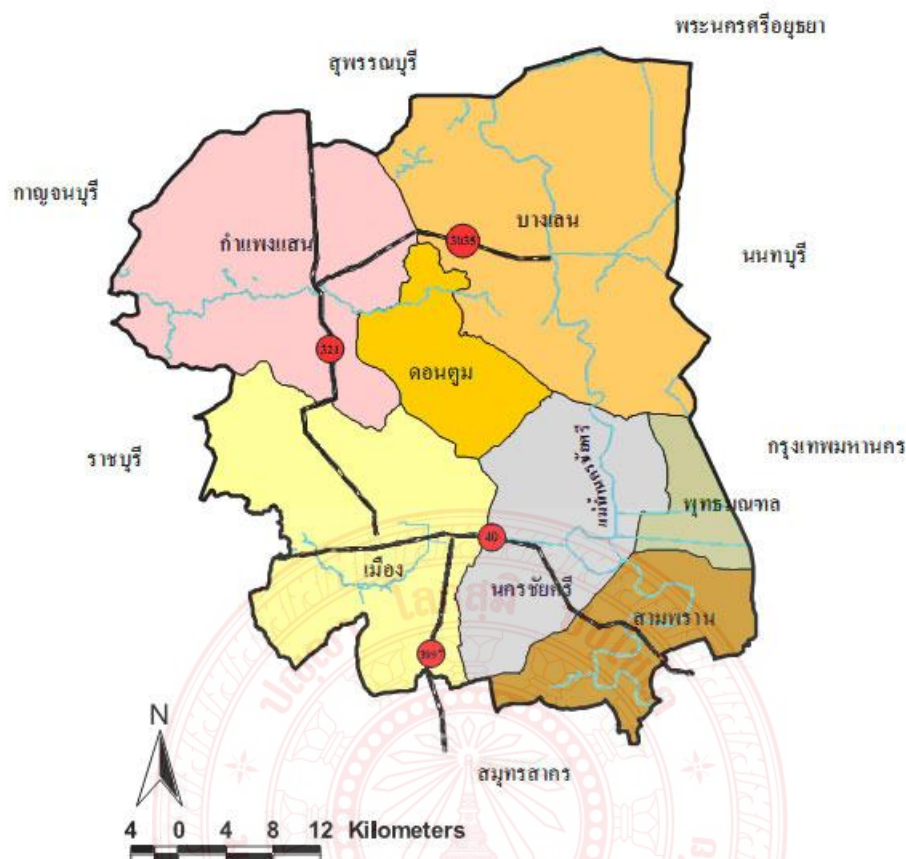 พระนครศรีอยุธยา
สุพรรณบุรี
กาญจนบุรี
บางเลน
กำแพงแสน
3036
นนทบุรี
321
ดอนตูม
ราชบุรี
กรุงเทพมหานคร
พุทธมณฑล
40
เมือง
นครชัยศรี
สามพราน
3097
N
สมุทรสาคร
4 0 4 8 12 Kilometers